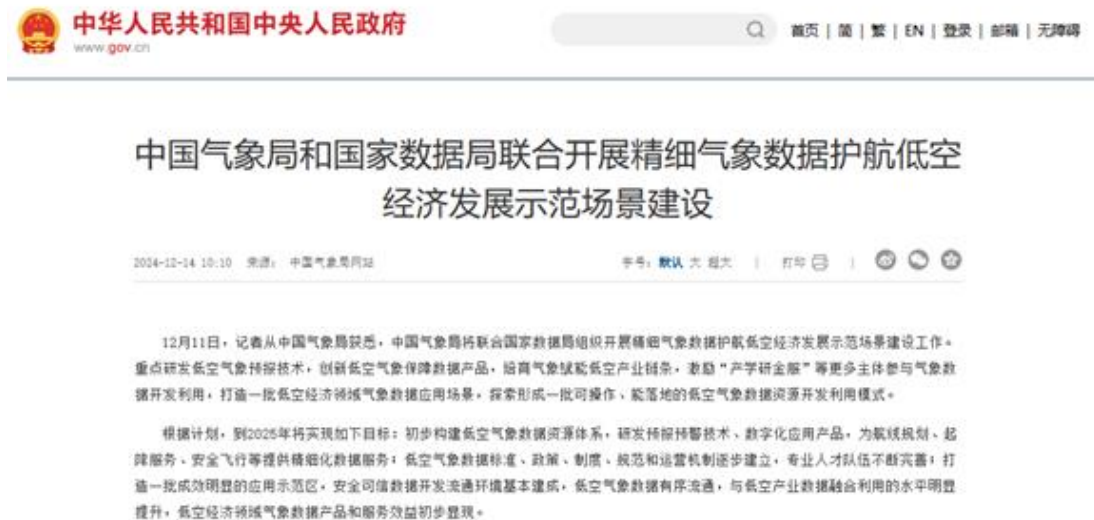 中华人民共和国中央人民政府
www.gov.cn
首页 | 简 | 繁 | EN | 登录 | 邮箱 | 无障碍
中国气象局和国家数据局联合开展精细气象数据护航低空
经济发展示范场景建设
2024-12-14 10:10 来源: 中国气象局网站
字号: 默认 大 超大 | 打印 |
12月11日,记者从中国气象局获悉,中国气象局将联合国家数据局组织开展精细气象数据护航低空经济发展示范场景建设工作。
重点研发低空气象预报技术,创新低空气象保障数据产品,培育气象赋能低空产业链条,激励“产学研金服”等更多主体参与气象数
据开发利用,打造一批低空经济领域气象数据应用场景,探索形成一批可操作、能落地的低空气象数据资源开发利用模式。
根据计划,到2025年将实现如下目标:初步构建低空气象数据资源体系,研发预报预警技术、数字化应用产品,为航线规划、起
降服务、安全飞行等提供精细化数据服务;低空气象数据标准、政策、制度、规范和运营机制逐步建立,专业人才队伍不断完善;打
造一批成效明显的应用示范区,安全可信数据开发流通环境基本建成,低空气象数据有序流通,与低空产业数据融合利用的水平明显
提升,低空经济领域气象数据产品和服务效益初步显现。